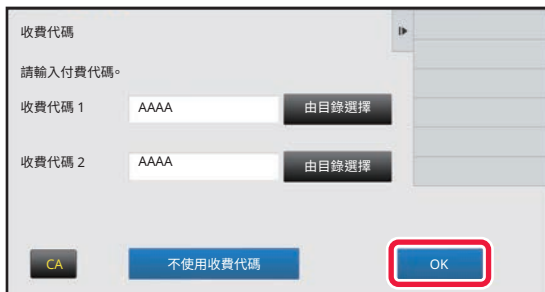 收費代碼
請輸入付費代碼。
收費代碼 1 AAAA 由目錄選擇
收費代碼 2 AAAA 由目錄選擇
CA 不使用收費代碼 OK